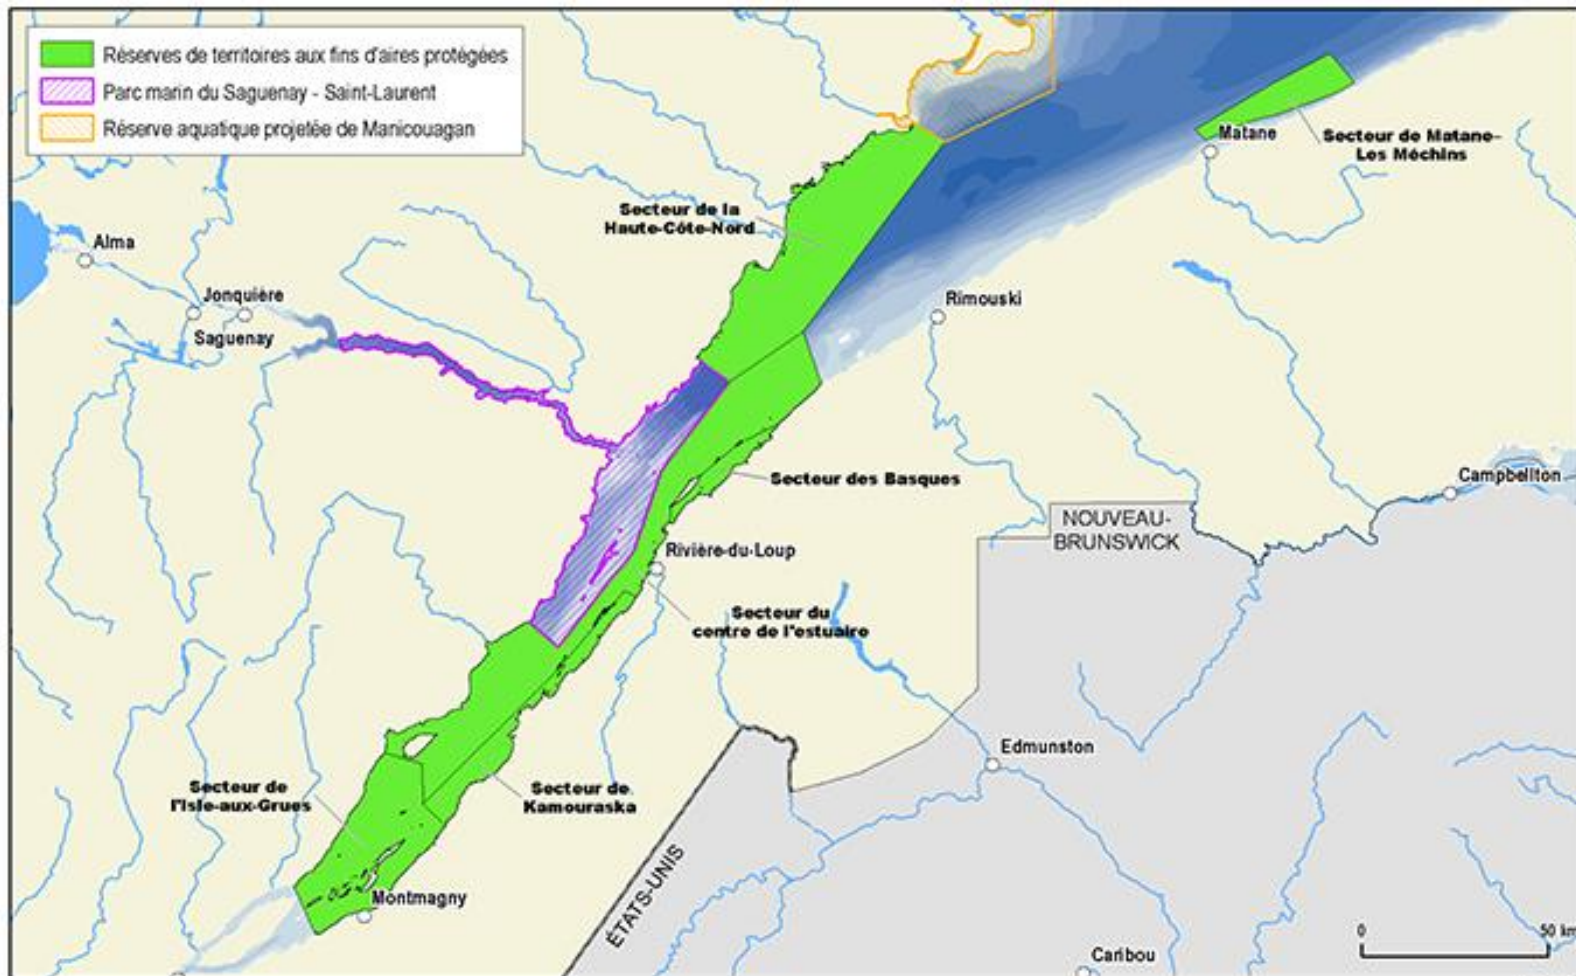 Réserves de territoires aux fins d'aires protégées
Parc marin du Saguenay - Saint-Laurent
Réserve aquatique projetée de Manicouagan
Matane
Secteur de Matane-
Les Méchins
Secteur de la
Haute-Côte-Nord
Alma
Jonquière
Saguenay
Rimouski
Secteur des Basques
Campbellton
NOUVEAU-
BRUNSWICK
Rivière-du-Loup
Secteur du
centre de l'estuaire
Edmunston
Secteur de
l'Isle-aux-Grues
Secteur de
Kamouraska
Montmagny
ÉTATS-UNIS
Caribou
0 50 km